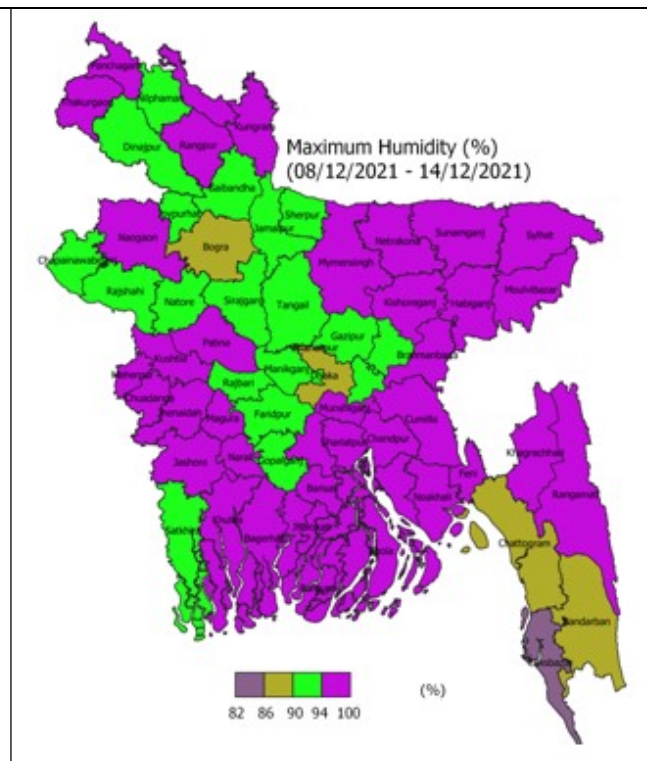 Panchagarh
Nilphamari
Thakurgaon
Kurigram
Dinajpur
Rangpur
Maximum Humidity (%)
(08/12/2021 - 14/12/2021)
Gaibandha
Sherpur
Jamalpur
Naogaon
Bogra
Netrakona
Sunamganj
Sylhet
Mymensingh
Chapainawabganj
Rajshahi
Natore
Sirajganj
Tangail
Kishoreganj
Habiganj
Moulvibazar
Gazipur
Pabna
Kushtia
Manikganj
Dhaka
Meherpur
Rajbari
Chuadanga
Jhenaidah
Magura
Faridpur
Munshiganj
Cumilla
Shariatpur
Chandpur
Khagrachhari
Jashore
Narail
Gopalganj
Feni
Rangamati
Barisal
Noakhali
Satkhira
Khulna
Bagerhat
Bhola
Chattogram
Bandarban
(%)
82 86 90 94 100